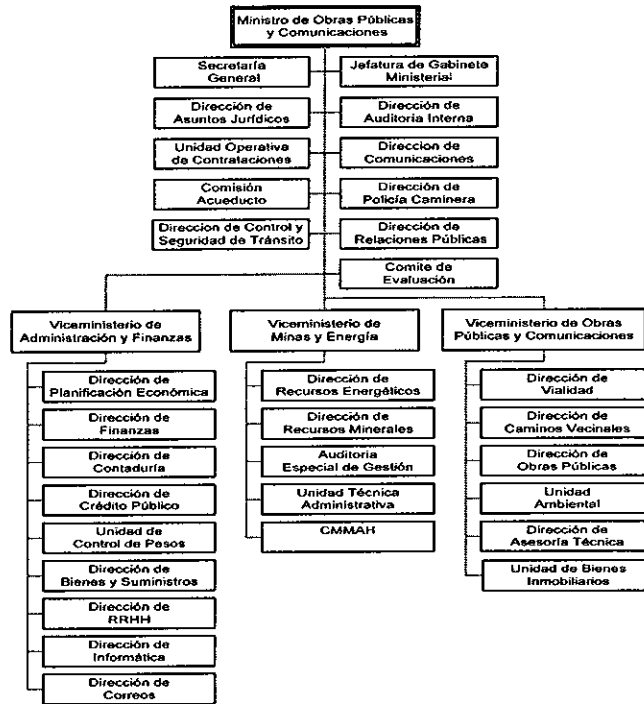 Ministro de Obras Públicas
y Comunicaciones
Secretaría
General
Jefatura de Gabinete
Ministerial
Dirección de
Asuntos Jurídicos
Dirección de
Auditoria Interna
Unidad Operativa
de Contrataciones
Direccion de
Comunicaciones
Comisión
Acueducto
Dirección de
Policía Caminera
Direccion de Control y
Seguridad de Tránsito
Dirección de
Relaciones Públicas
Comite de
Evaluación
Viceministerio de
Administración y Finanzas
Dirección de
Planificación Económica
Dirección de
Finanzas
Dirección de
Contaduría
Dirección de
Crédito Público
Unidad de
Control de Pesos
Dirección de
Bienes y Suministros
Dirección de
RRHH
Dirección de
Informática
Dirección de
Correos
Viceministerio de
Minas y Energía
Dirección de
Recursos Energéticos
Dirección de
Recursos Minerales
Auditoria
Especial de Gestión
Unidad Técnica
Administrativa
CMMAH
Viceministerio de Obras
Públicas y Comunicaciones
Dirección de
Vialidad
Dirección de
Caminos Vecinales
Dirección de
Obras Públicas
Unidad
Ambiental
Dirección de
Asesoría Técnica
Unidad de Bienes
Inmobiliarios